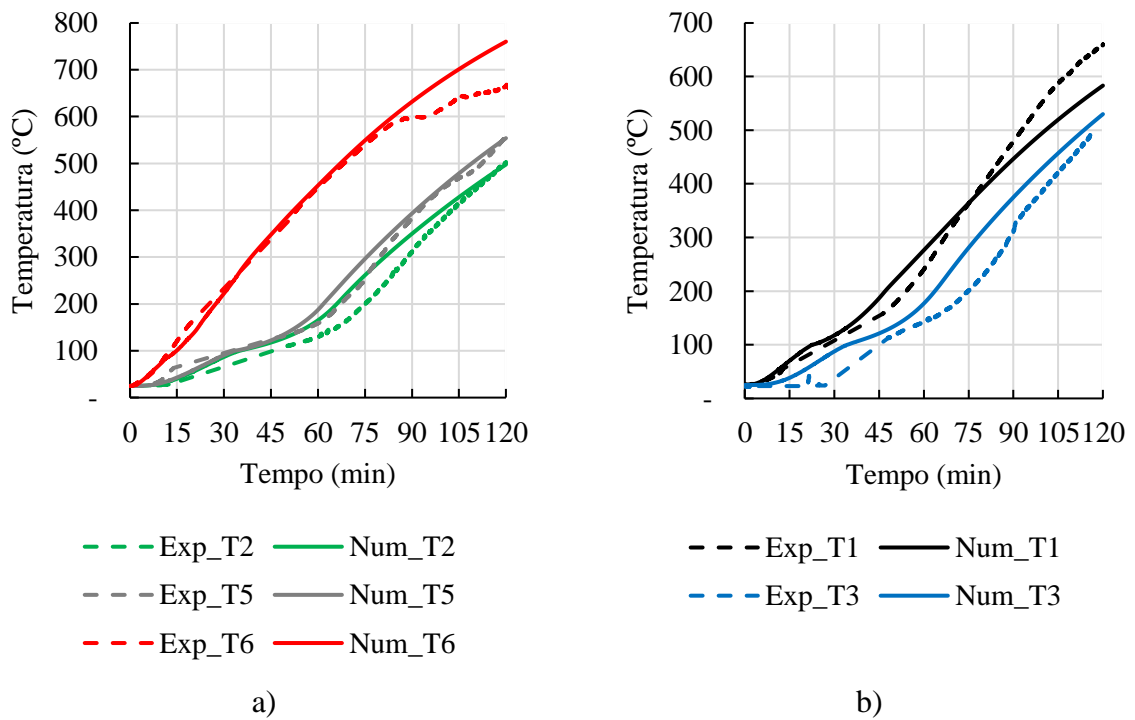 800
700
600
500
400
300
200
100
-
Temperatura (ºC)
0 15 30 45 60 75 90 105 120
Tempo (min)
Exp_T2 Num_T2
Exp_T5 Num_T5
Exp_T6 Num_T6
a)
700
600
500
400
300
200
100
-
Temperatura (ºC)
0 15 30 45 60 75 90 105 120
Tempo (min)
Exp_T1 Num_T1
Exp_T3 Num_T3
b)